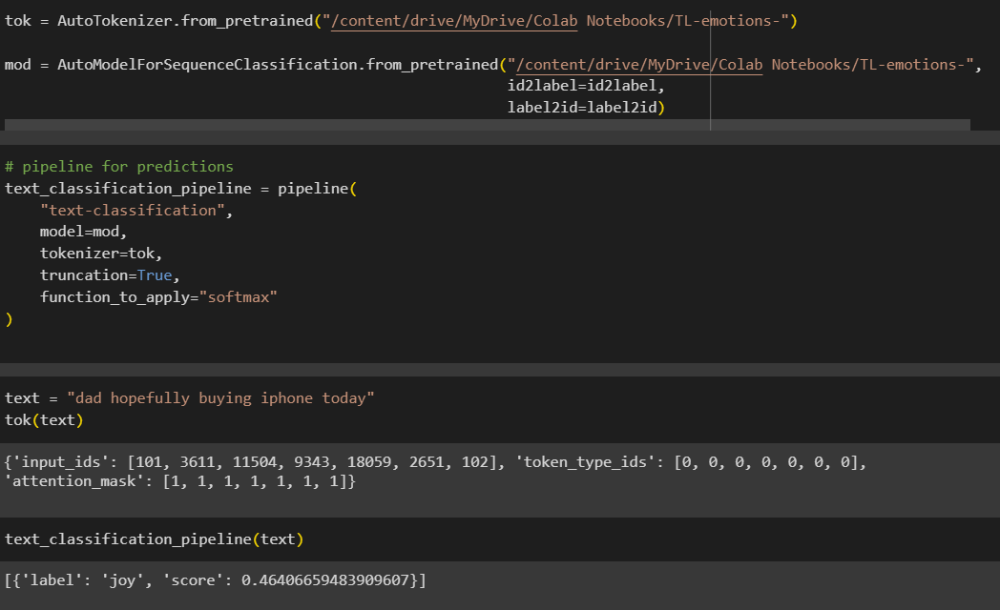 tok = AutoTokenizer.from_pretrained("/content/drive/MyDrive/Colab Notebooks/TL-emotions-")
mod = AutoModelForSequenceClassification.from_pretrained("/content/drive/MyDrive/Colab Notebooks/TL-emotions-",
id2label=id2label,
label2id=label2id)
# pipeline for predictions
text_classification_pipeline = pipeline(
"text-classification",
model=mod,
tokenizer=tok,
truncation=True,
function_to_apply="softmax"
)
text = "dad hopefully buying iphone today"
tok(text)
{'input_ids': [101, 3611, 11504, 9343, 18059, 2651, 102], 'token_type_ids': [0, 0, 0, 0, 0, 0, 0],
'attention_mask': [1, 1, 1, 1, 1, 1, 1]}
text_classification_pipeline(text)
[{'label': 'joy', 'score': 0.46406659483909607}]